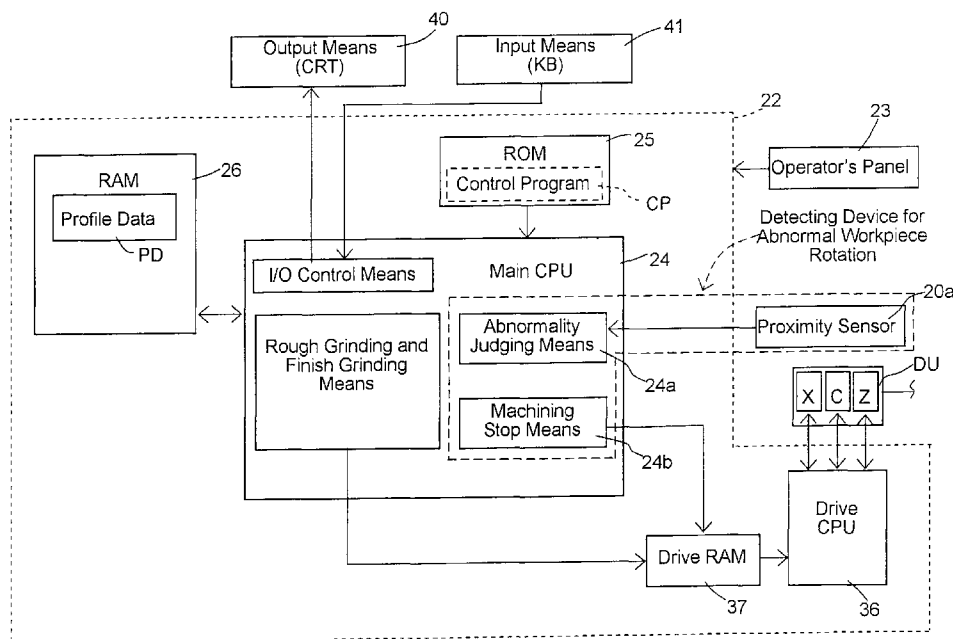 40
Output Means
(CRT)
Input Means
(KB)
41
22
23
Operator's Panel
25
ROM
Control Program
CP
RAM
26
Profile Data
PD
Detecting Device for
Abnormal Workpiece
Rotation
I/O Control Means
Main CPU
24
20a
Proximity Sensor
Abnormality
Judging Means
24a
Rough Grinding and
Finish Grinding
Means
DU
X
C
Z
Machining
Stop Means
24b
Drive
CPU
Drive RAM
37
36